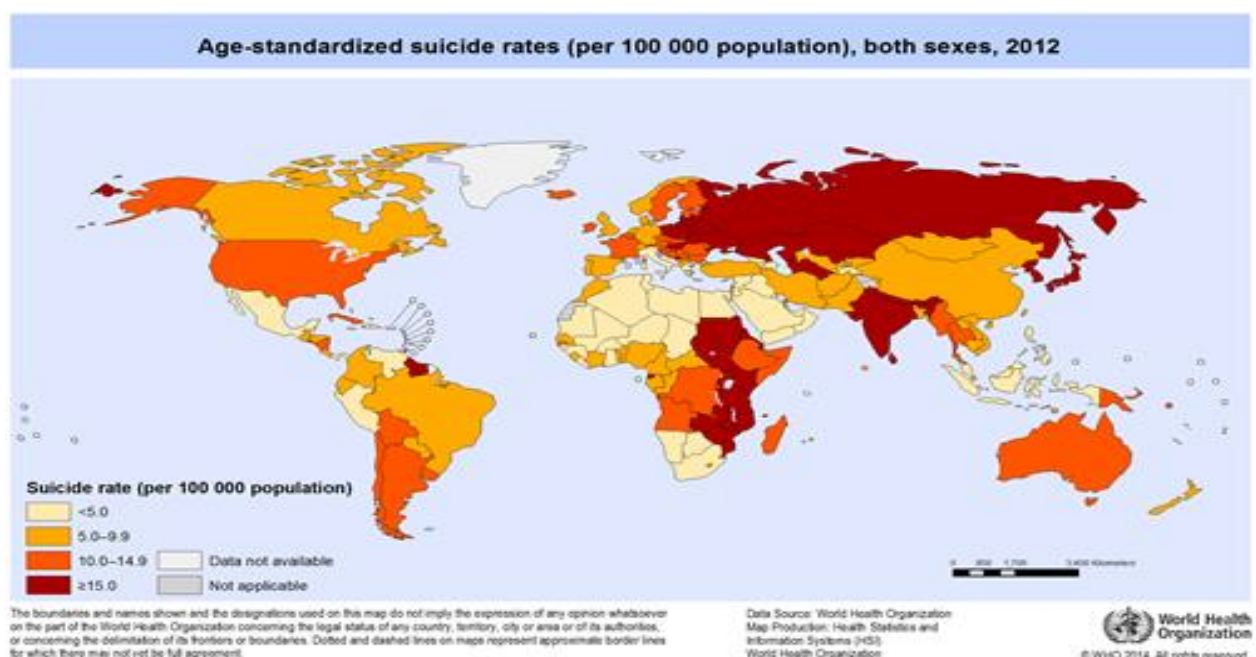 Age-standardized suicide rates (per 100 000 population), both sexes, 2012
Suicide rate (per 100 000 population)
<5.0
5.0–9.9
10.0–14.9
≥15.0
Data not available
Not applicable
0
3,400 Kilometers
The boundaries and names shown and the designations used on this map do not imply the expression of any opinion whatsoever
on the part of the World Health Organization concerning the legal status of any country, territory, city or area or of its authorities,
or concerning the delimitation of its frontiers or boundaries. Dotted and dashed lines on maps represent approximate border lines
for which there may not yet be full agreement.
Data Source: World Health Organization
Map Production: Health Statistics and
Information Systems (HSI)
World Health Organization
World Health
Organization
© WHO 2014. All rights reserved.